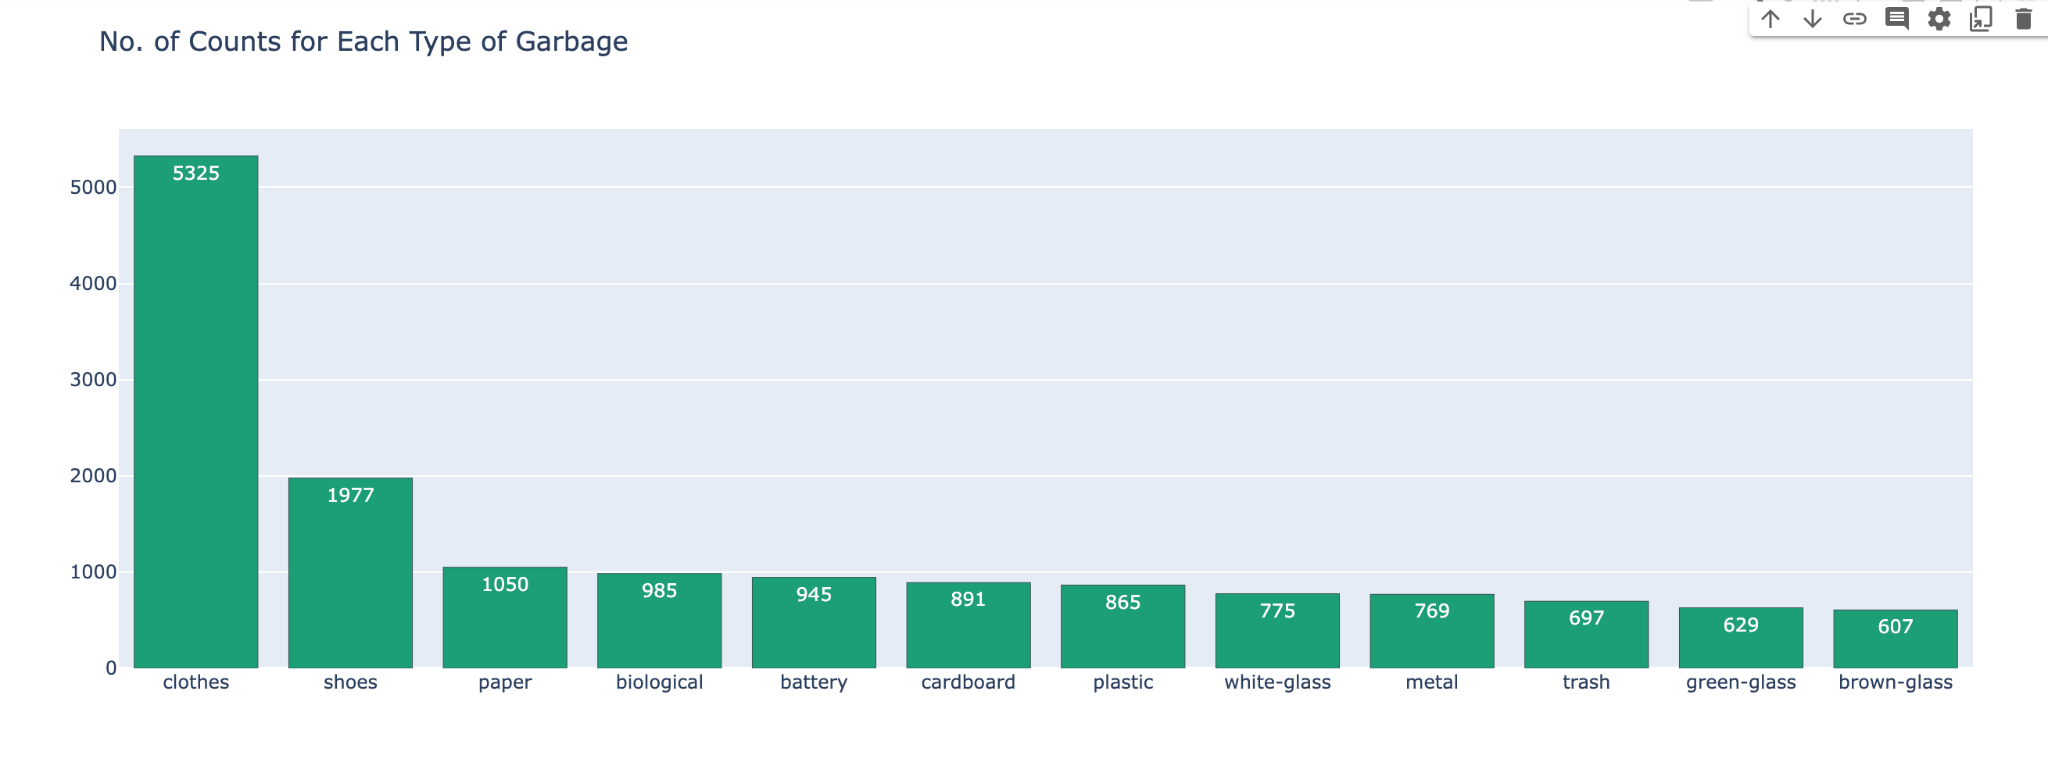 No. of Counts for Each Type of Garbage
5000
4000
3000
2000
1000
0
5325
1977
1050
985
945
891
865
775
769
697
629
607
clothes
shoes
paper
biological
battery
cardboard
plastic
white-glass
metal
trash
green-glass
brown-glass